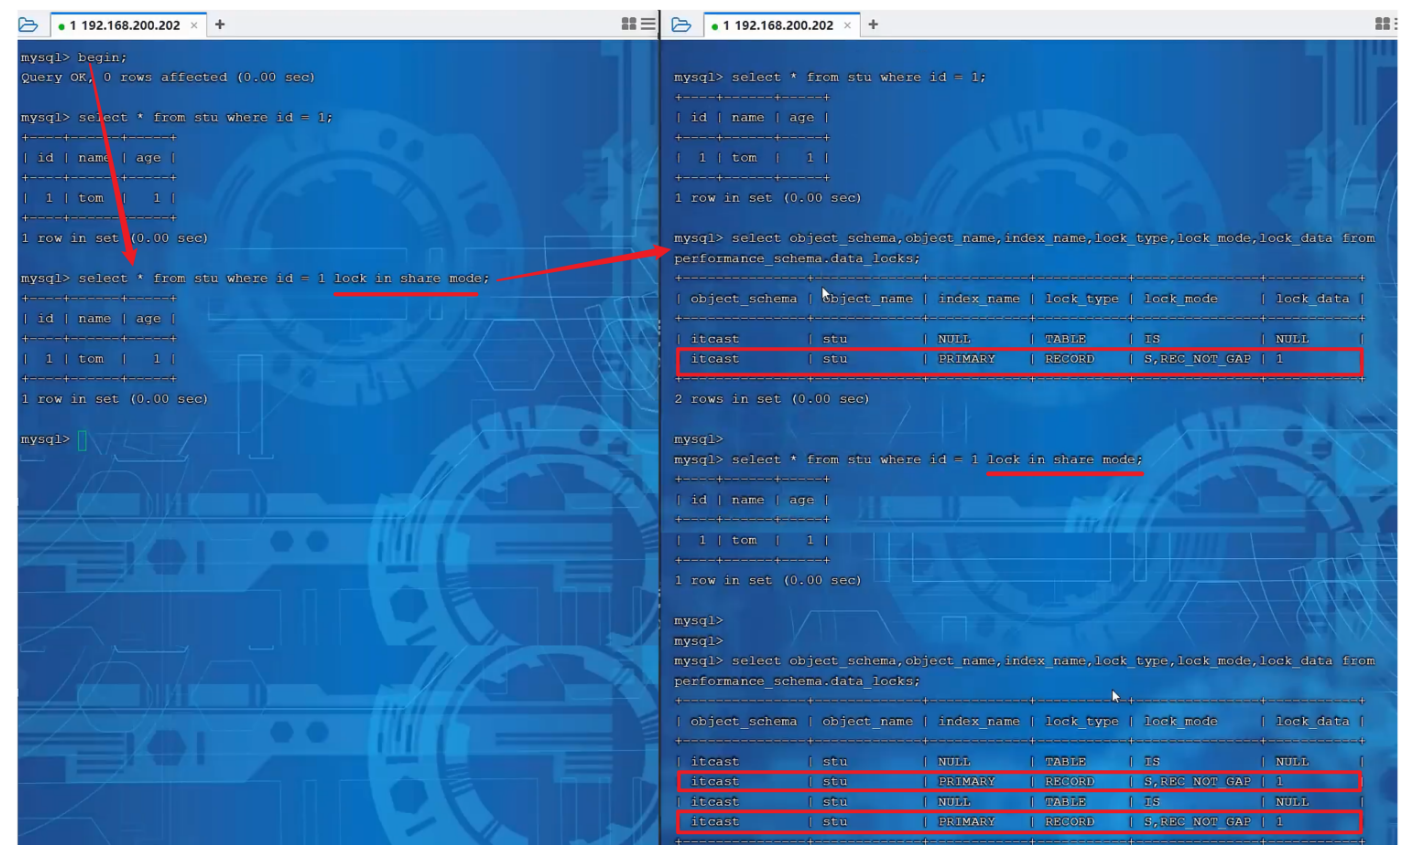 1 192.168.200.202 × +
mysql> begin;
Query OK, 0 rows affected (0.00 sec)
mysql> select * from stu where id = 1;
+----+------+-----+
| id | name | age |
+----+------+-----+
| 1 | tom | 1 |
+----+------+-----+
1 row in set (0.00 sec)
mysql> select * from stu where id = 1 lock in share mode;
+----+------+-----+
| id | name | age |
+----+------+-----+
| 1 | tom | 1 |
+----+------+-----+
1 row in set (0.00 sec)
mysql>
1 192.168.200.202 × +
mysql> select * from stu where id = 1;
+----+------+-----+
| id | name | age |
+----+------+-----+
| 1 | tom | 1 |
+----+------+-----+
1 row in set (0.00 sec)
mysql> select object_schema,object_name,index_name,lock_type,lock_mode,lock_data from
performance_schema.data_locks;
+---------------+-------------+------------+-----------+---------------+-----------+
| object_schema | object_name | index_name | lock_type | lock_mode | lock_data |
+---------------+-------------+------------+-----------+---------------+-----------+
| itcast | stu | NULL | TABLE | IS | NULL |
| itcast | stu | PRIMARY | RECORD | S,REC_NOT_GAP | 1
+---------------+-------------+------------+-----------+---------------+-----------+
2 rows in set (0.00 sec)
mysql>
mysql> select * from stu where id = 1 lock in share mode;
+----+------+-----+
| id | name | age |
+----+------+-----+
| 1 | tom | 1 |
+----+------+-----+
1 row in set (0.00 sec)
mysql>
mysql>
mysql> select object_schema,object_name,index_name,lock_type,lock_mode,lock_data from
performance_schema.data_locks;
+---------------+-------------+------------+-----------+---------------+-----------+
| object_schema | object_name | index_name | lock_type | lock_mode | lock_data |
+---------------+-------------+------------+-----------+---------------+-----------+
| itcast | stu | NULL | TABLE | IS | NULL |
| itcast | stu | PRIMARY | RECORD | S,REC_NOT_GAP | 1
| itcast | stu | NULL | TABLE | IS | NULL |
| itcast | stu | PRIMARY | RECORD | S,REC_NOT_GAP | 1
+---------------+-------------+------------+-----------+---------------+-----------+